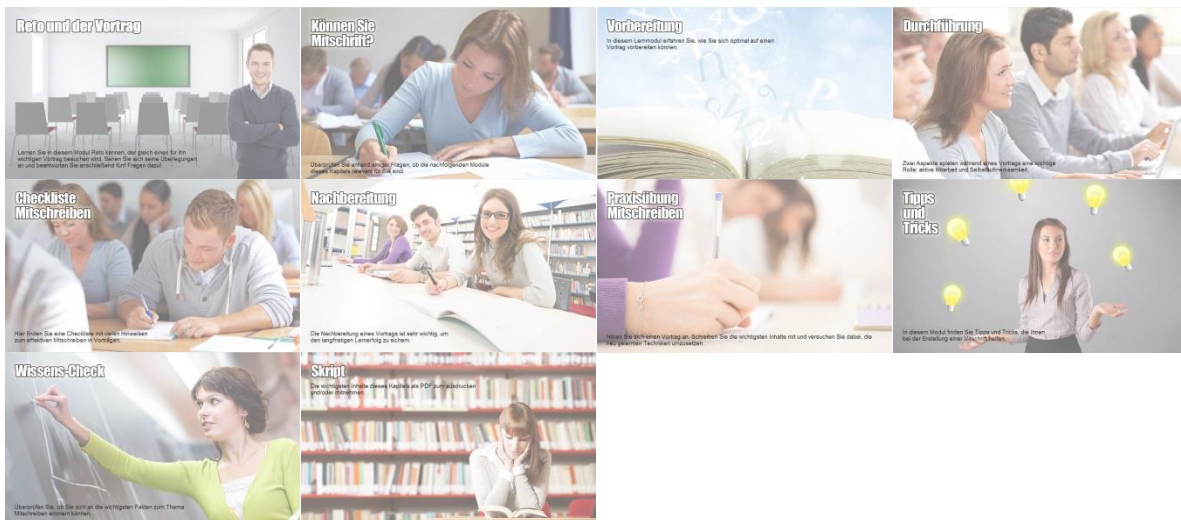 Reto und der Vortrag
Lernen Sie in diesem Modul Reto kennen, der gleich einen für ihn
wichtigen Vortrag besuchen wird. Sehen Sie sich seine Überlegungen
an und beantworten Sie anschließend fünf Fragen dazu!
Können Sie
Mitschrift?
Überprüfen Sie anhand einiger Fragen, ob die nachfolgenden Module
dieses Kapitels relevant für Sie sind.
Vorbereitung
In diesem Lernmodul erfahren Sie, wie Sie sich optimal auf einen
Vortrag vorbereiten können.
Durchführung
Zwei Aspekte spielen während eines Vortrags eine wichtige
Rolle: aktive Mitarbeit und Selbstaufmerksamkeit.
Checkliste
Mitschreiben
Hier finden Sie eine Checkliste mit vielen Hinweisen
zum effektiven Mitschreiben in Vorträgen.
Nachbereitung
Die Nachbereitung eines Vortrags ist sehr wichtig, um
den langfristigen Lernerfolg zu sichern.
Praxisübung
Mitschreiben
Hören Sie sich einen Vortrag an. Schreiben Sie die wichtigsten Inhalte mit und versuchen Sie dabei, die
neu gelernten Techniken umzusetzen.
Tipps
und
Tricks
In diesem Modul finden Sie Tipps und Tricks, die Ihnen
bei der Erstellung einer Mitschrift helfen.
Wissens-Check
Überprüfen Sie, ob Sie sich an die wichtigsten Fakten zum Thema
Mitschreiben erinnern können.
Skript
Die wichtigsten Inhalte dieses Kapitels als PDF zum ausdrucken
und/oder mitnehmen.